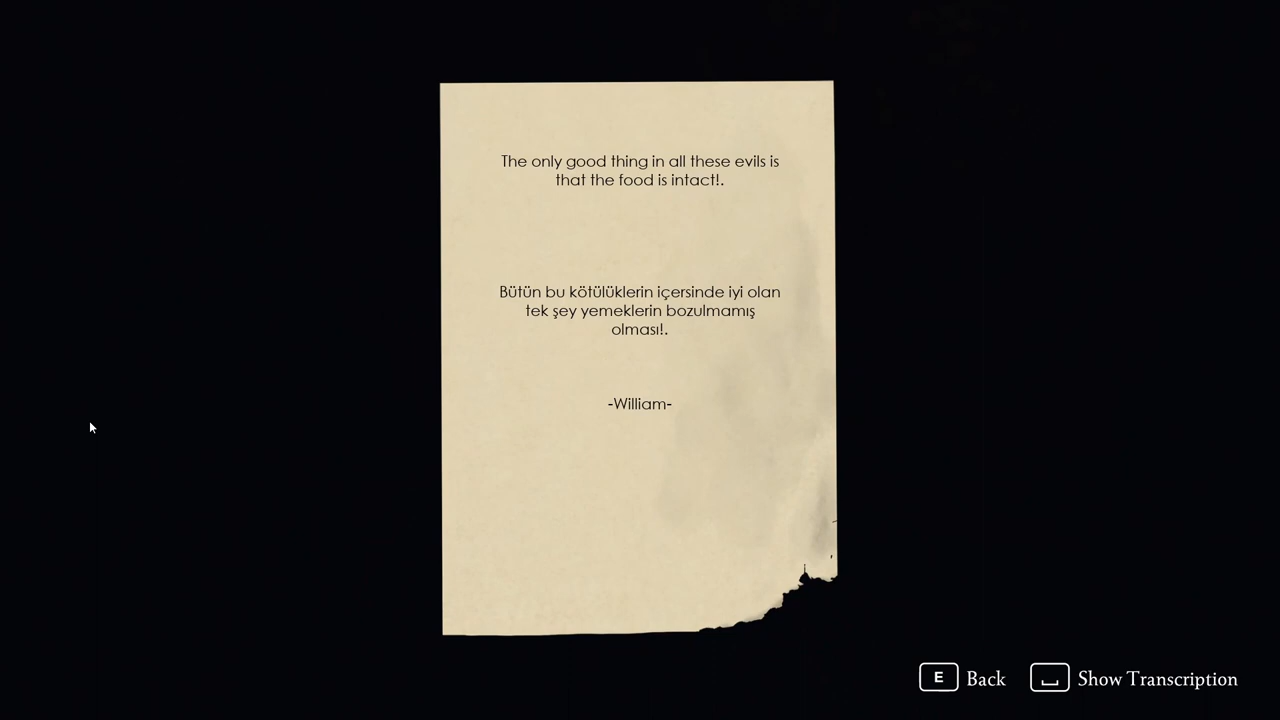 The only good thing in all these evils is
that the food is intact!.
Bütün bu kötülüklerin içersinde iyi olan
tek şey yemeklerin bozulmamış
olması!.
-William-
E Back
Show Transcription